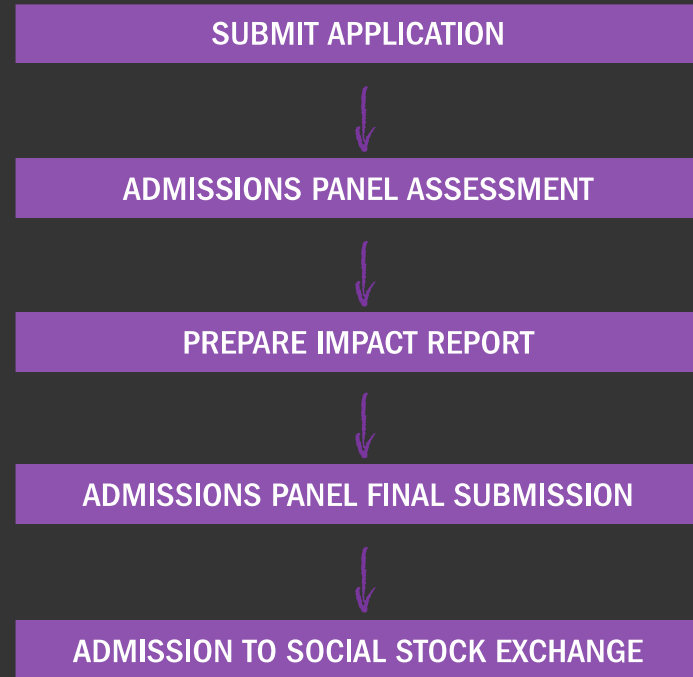 SUBMIT APPLICATION
ADMISSIONS PANEL ASSESSMENT
PREPARE IMPACT REPORT
ADMISSIONS PANEL FINAL SUBMISSION
ADMISSION TO SOCIAL STOCK EXCHANGE